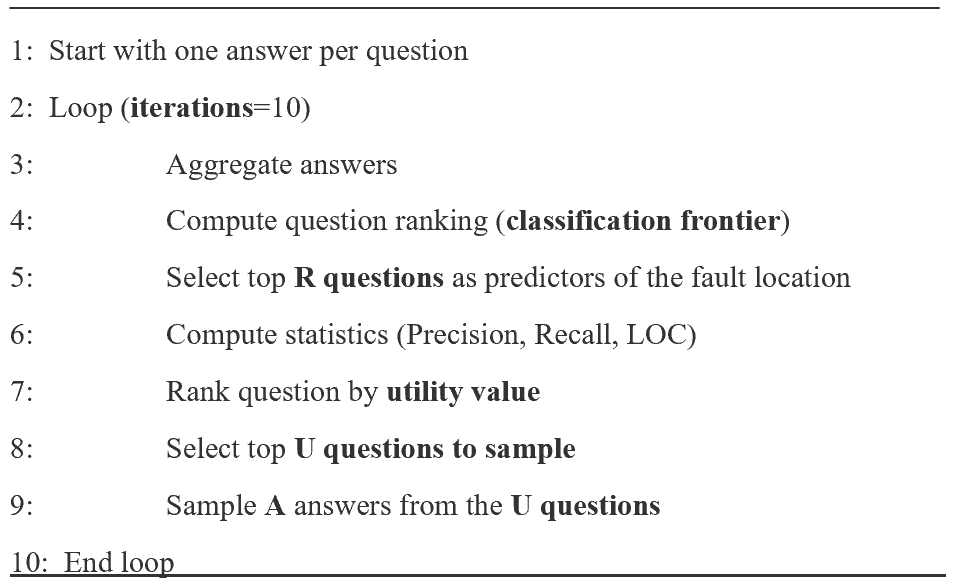 1: Start with one answer per question
2: Loop (iterations=10)
3: Aggregate answers
4: Compute question ranking (classification frontier)
5: Select top R questions as predictors of the fault location
6: Compute statistics (Precision, Recall, LOC)
7: Rank question by utility value
8: Select top U questions to sample
9: Sample A answers from the U questions
10: End loop